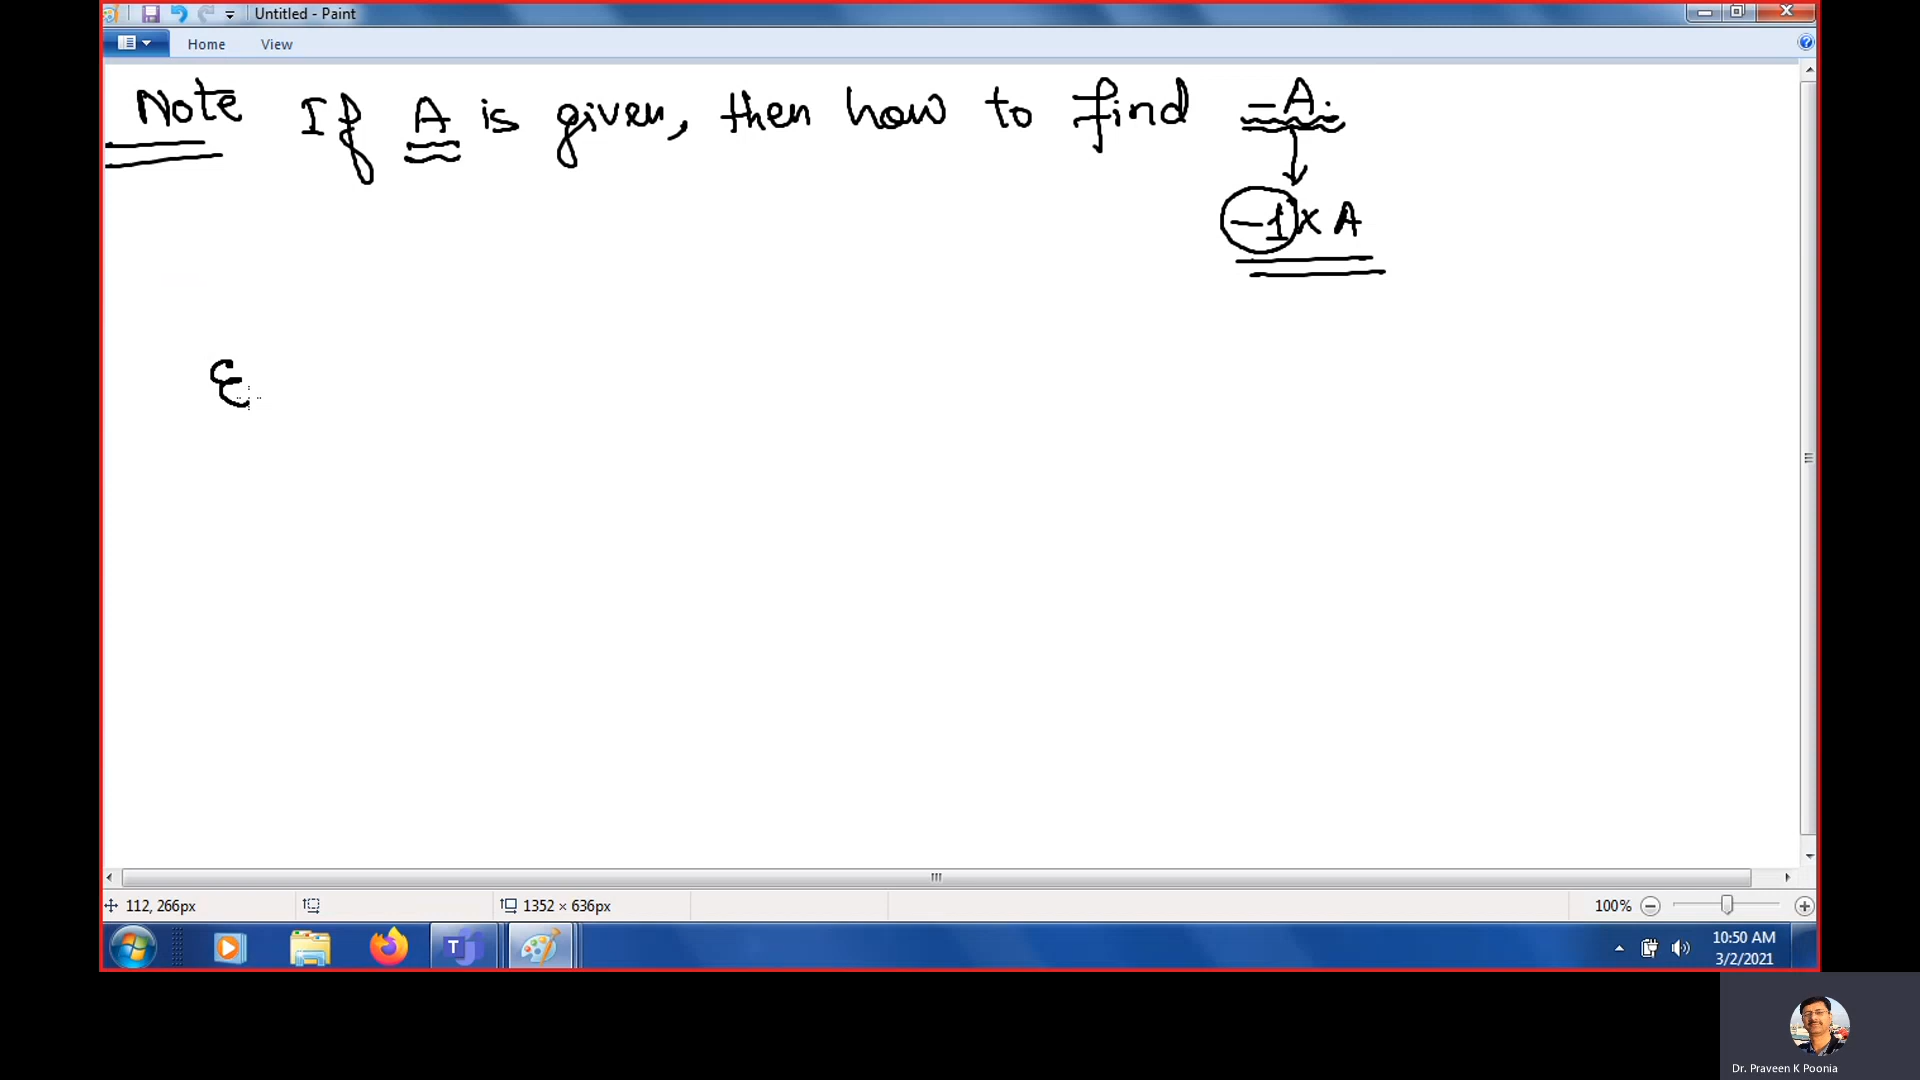 Untitled - Paint
Home View
Note If A is given, then how to find -A.
-1 x A
112, 266px
1352 × 636px
100%
10:50 AM
3/2/2021
Dr. Praveen K Poonia